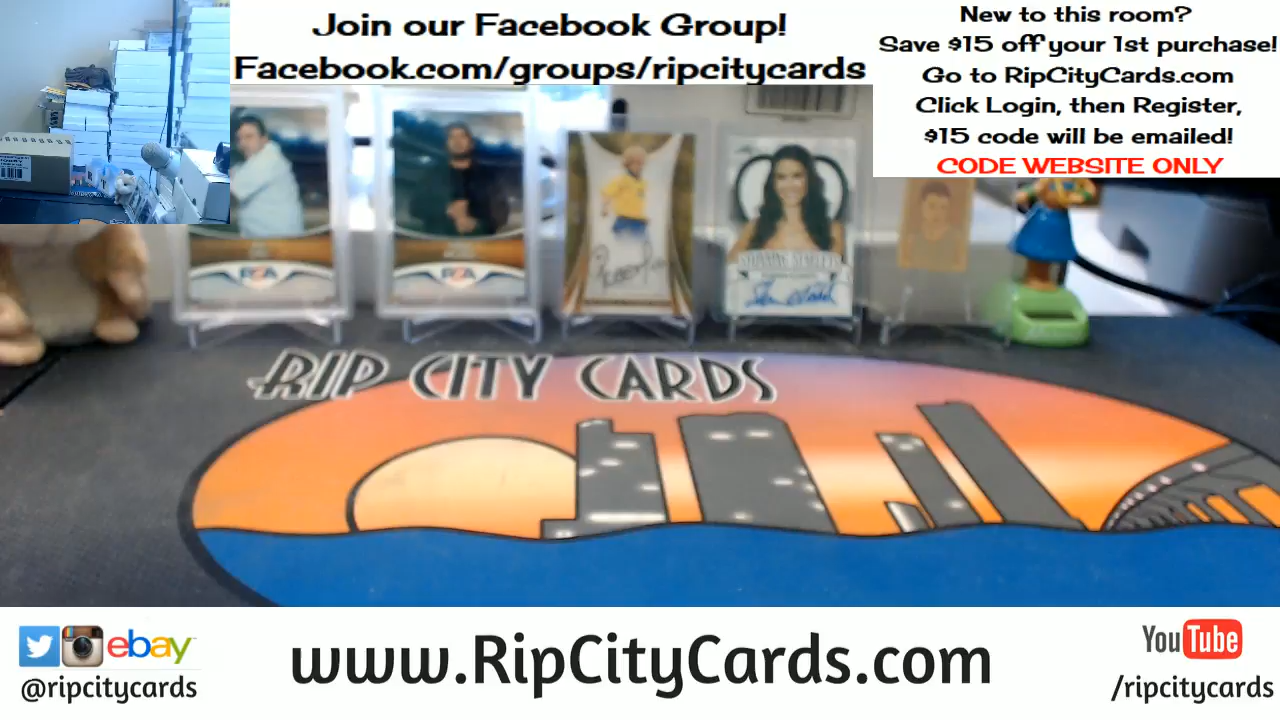 Join our Facebook Group!
Facebook.com/groups/ripcitycards
New to this room?
Save $15 off your 1st purchase!
Go to RipCityCards.com
Click Login, then Register,
$15 code will be emailed!
CODE WEBSITE ONLY
RIP CITY CARDS
ebay
@ripcitycards
www.RipCityCards.com
YouTube
/ripcitycards